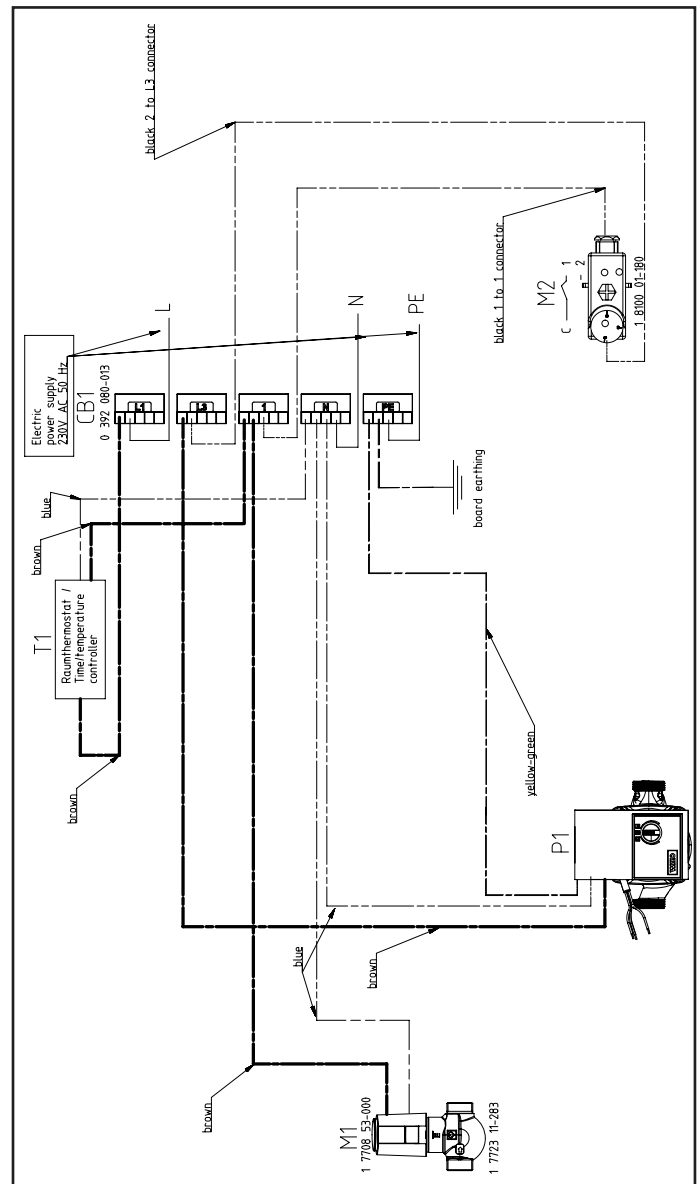 black 2 to L3 connector
Electric
power supply
230V AC 50 Hz
CB1
0 392 080-013
L
N
PE
L1
L3
1
N
PE
black 1 to 1 connector
M2
C
1
2
1 8100 01-180
blue
brown
T1
Raumthermostat /
Time/temperature
controller
brown
board earthing
yellow-green
P1
blue
brown
brown
M1
1 7708 53-000
1 7723 11-283